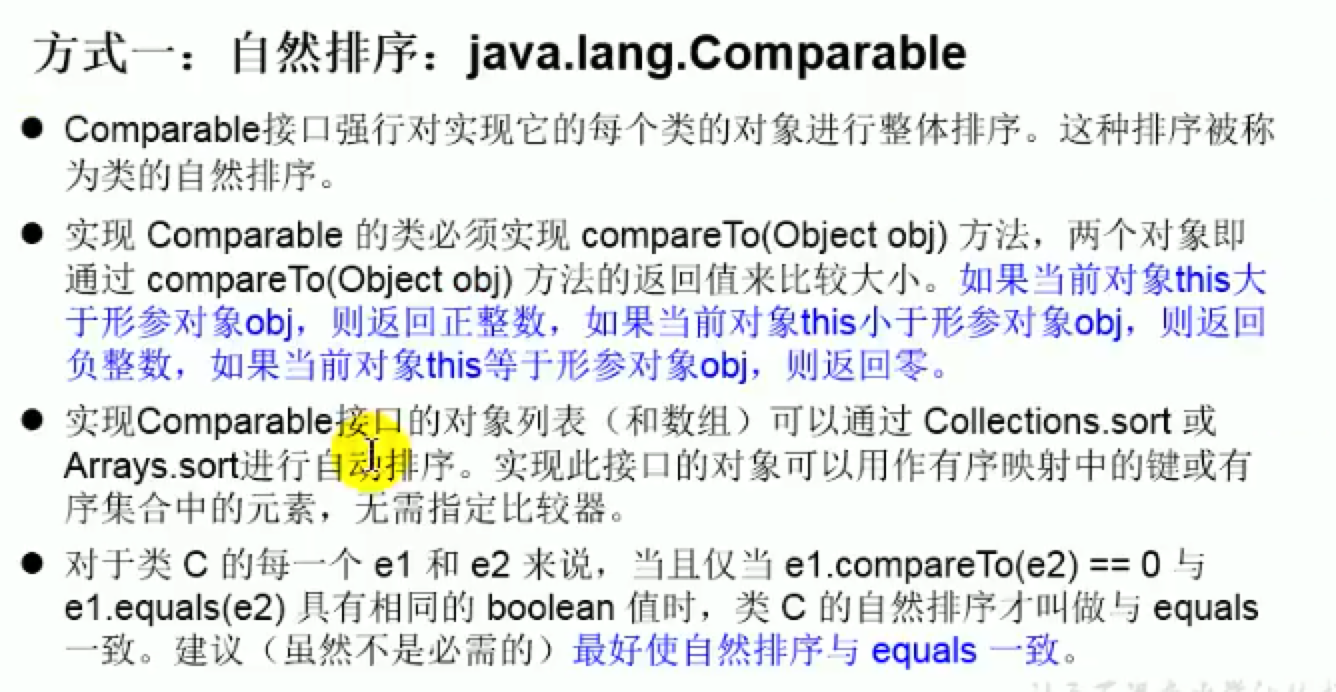 方式一：自然排序：java.lang.Comparable
● Comparable接口强行对实现它的每个类的对象进行整体排序。这种排序被称
为类的自然排序。
● 实现 Comparable 的类必须实现 compareTo(Object obj) 方法，两个对象即
通过 compareTo(Object obj) 方法的返回值来比较大小。如果当前对象this大
于形参对象obj，则返回正整数，如果当前对象this小于形参对象obj，则返回
负整数，如果当前对象this等于形参对象obj，则返回零。
● 实现Comparable接口的对象列表（和数组）可以通过 Collections.sort 或
Arrays.sort进行自动排序。实现此接口的对象可以用作有序映射中的键或有
序集合中的元素，无需指定比较器。
● 对于类 C 的每一个 e1 和 e2 来说，当且仅当 e1.compareTo(e2) == 0 与
e1.equals(e2) 具有相同的 boolean 值时，类 C 的自然排序才叫做与 equals
一致。建议（虽然不是必需的）最好使自然排序与 equals 一致。